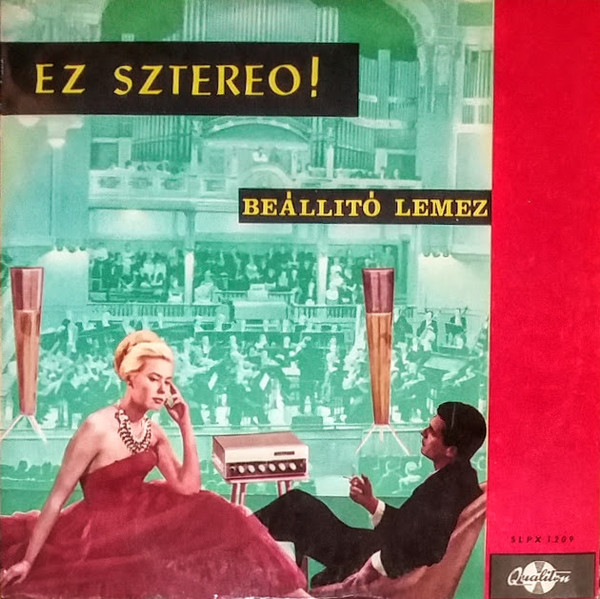 EZ SZTEREO!
BEÁLLITÓ LEMEZ
SLPX 1209
Qualiton